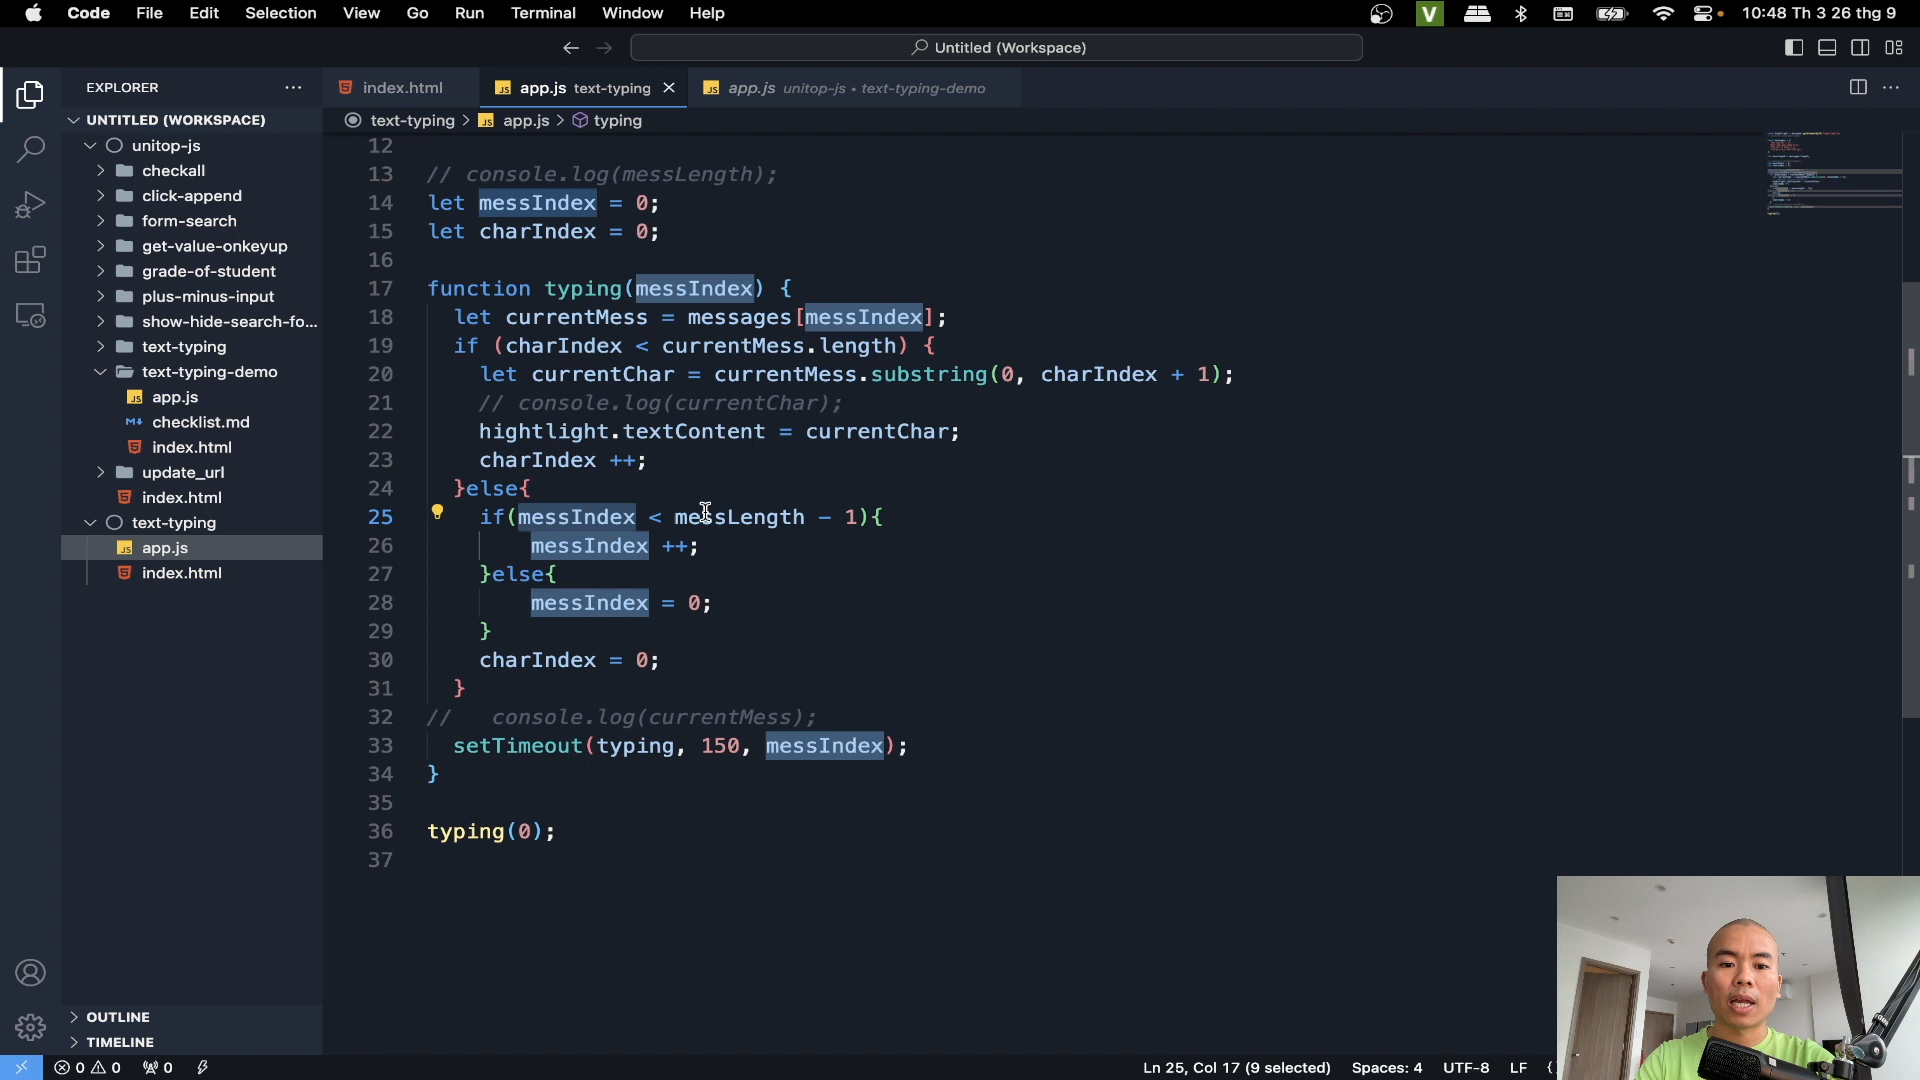 Code File Edit Selection View Go Run Terminal Window Help
V
10:48 Th 3 26 thg 9
Untitled (Workspace)
EXPLORER
index.html
app.js text-typing
app.js unitop-js • text-typing-demo
UNTITLED (WORKSPACE)
text-typing > app.js > typing
unitop-js
checkall
click-append
form-search
get-value-onkeyup
grade-of-student
plus-minus-input
show-hide-search-fo...
text-typing
text-typing-demo
app.js
checklist.md
index.html
update_url
index.html
text-typing
app.js
index.html
12
13 // console.log(messLength);
14 let messIndex = 0;
15 let charIndex = 0;
16
17 function typing(messIndex) {
18 let currentMess = messages[messIndex];
19 if (charIndex < currentMess.length) {
20 let currentChar = currentMess.substring(0, charIndex + 1);
21 // console.log(currentChar);
22 hightlight.textContent = currentChar;
23 charIndex ++;
24 }else{
25 if(messIndex < messLength - 1){
26 messIndex ++;
27 }else{
28 messIndex = 0;
29 }
30 charIndex = 0;
31 }
32 // console.log(currentMess);
33 setTimeout(typing, 150, messIndex);
34 }
35
36 typing(0);
37
OUTLINE
TIMELINE
0 0 0
Ln 25, Col 17 (9 selected) Spaces: 4 UTF-8 LF {